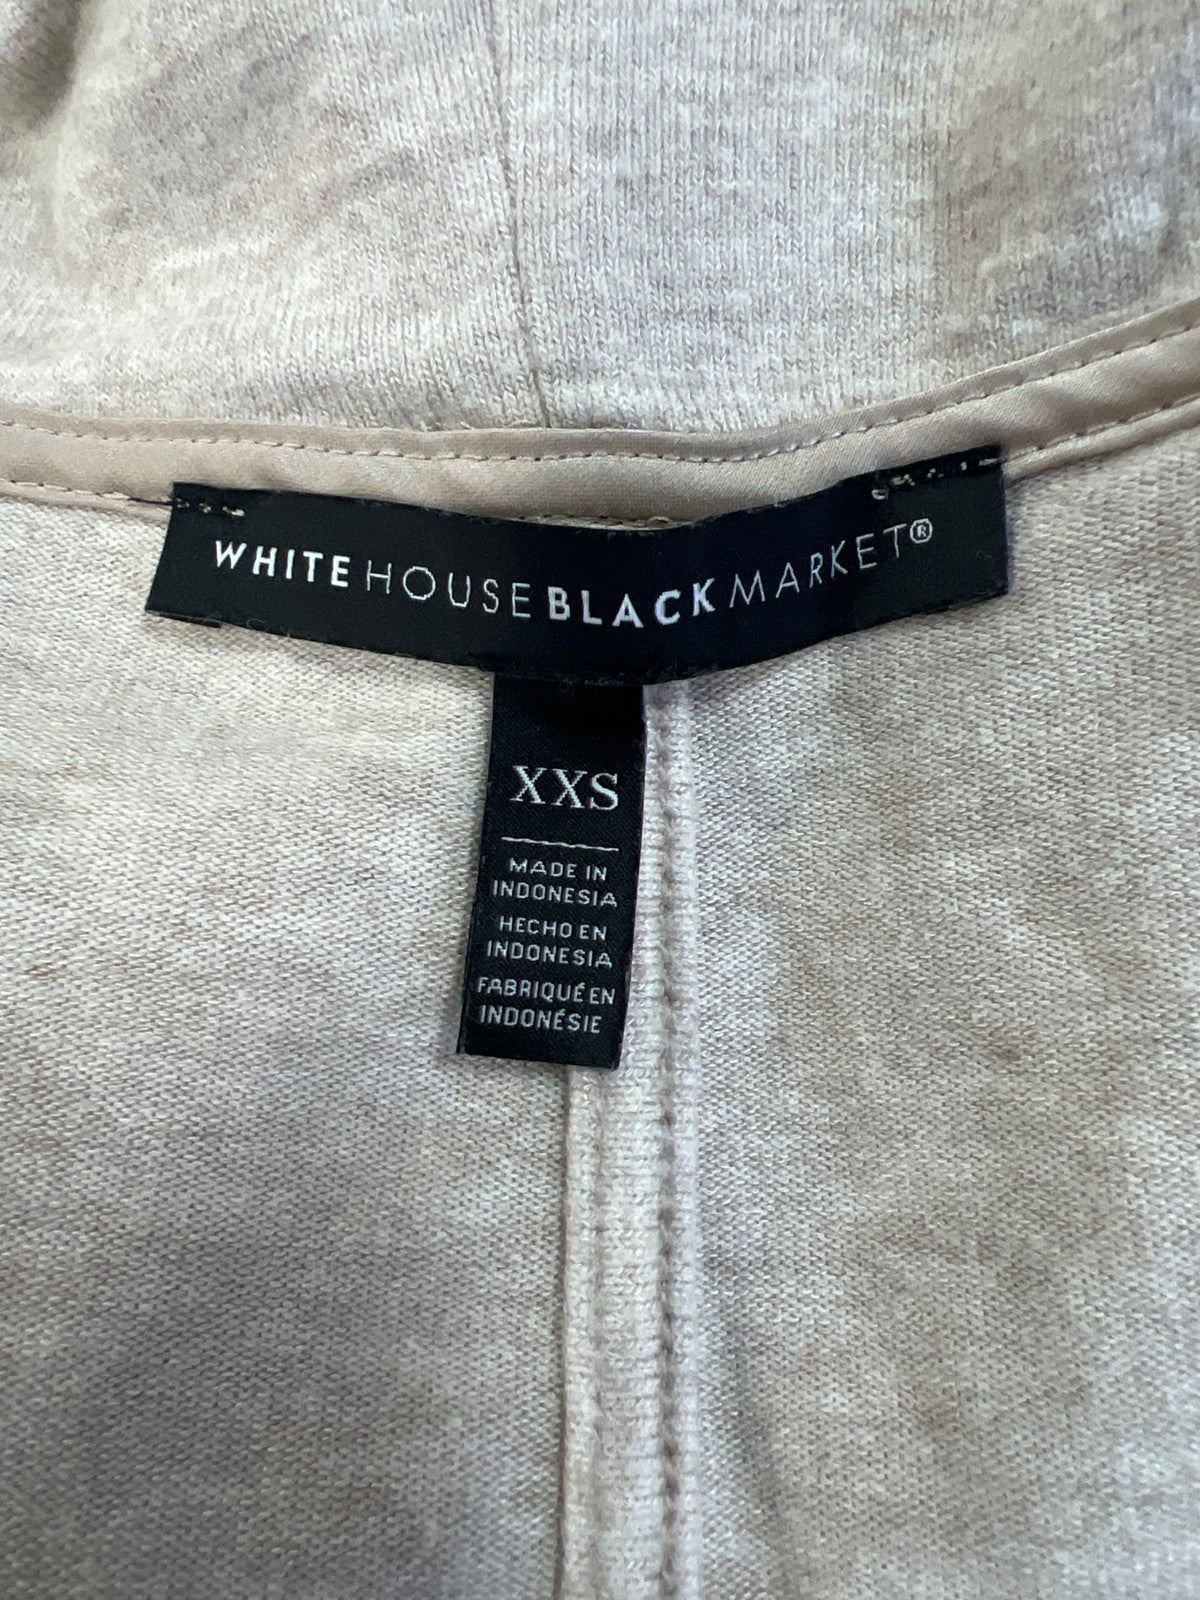 WHITE HOUSE BLACK MARKET®
XXS
MADE IN
INDONESIA
HECHO EN
INDONESIA
FABRIQUÉ EN
INDONÉSIE